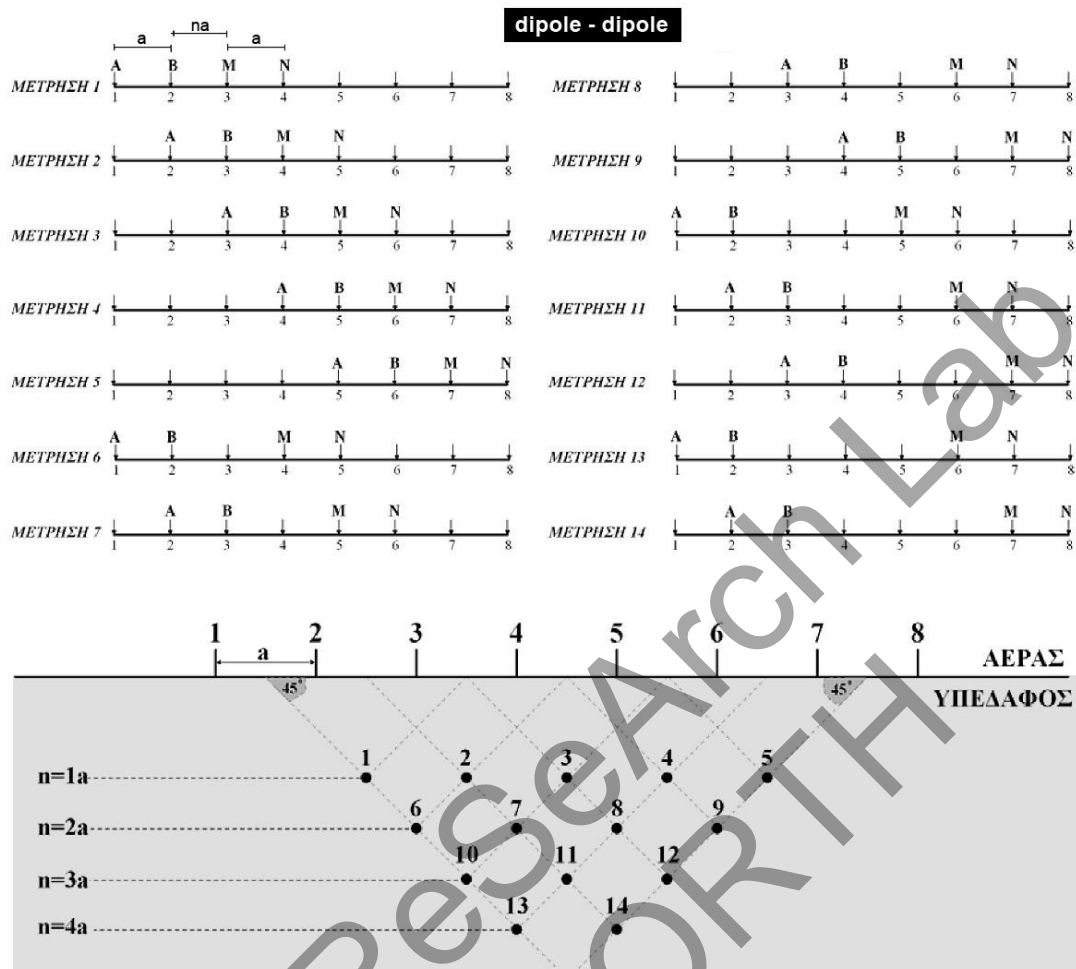 dipole - dipole
a na a
A B M N
ΜΕΤΡΗΣΗ 1
1 2 3 4 5 6 7 8
A B M N
ΜΕΤΡΗΣΗ 2
1 2 3 4 5 6 7 8
A B M N
ΜΕΤΡΗΣΗ 3
1 2 3 4 5 6 7 8
A B M N
ΜΕΤΡΗΣΗ 4
1 2 3 4 5 6 7 8
A B M N
ΜΕΤΡΗΣΗ 5
1 2 3 4 5 6 7 8
A B M N
ΜΕΤΡΗΣΗ 6
1 2 3 4 5 6 7 8
A B M N
ΜΕΤΡΗΣΗ 7
1 2 3 4 5 6 7 8
A B M N
ΜΕΤΡΗΣΗ 8
1 2 3 4 5 6 7 8
A B M N
ΜΕΤΡΗΣΗ 9
1 2 3 4 5 6 7 8
A B M N
ΜΕΤΡΗΣΗ 10
1 2 3 4 5 6 7 8
A B M N
ΜΕΤΡΗΣΗ 11
1 2 3 4 5 6 7 8
A B M N
ΜΕΤΡΗΣΗ 12
1 2 3 4 5 6 7 8
A B M N
ΜΕΤΡΗΣΗ 13
1 2 3 4 5 6 7 8
A B M N
ΜΕΤΡΗΣΗ 14
1 2 3 4 5 6 7 8
1 2 3 4 5 6 7 8
a
ΑΕΡΑΣ
45° 45°
ΥΠΕΔΑΦΟΣ
1 2 3 4 5
n=1a
6 7 8 9
n=2a
10 11 12
n=3a
13 14
n=4a
ReSeArch Lab
ORTH